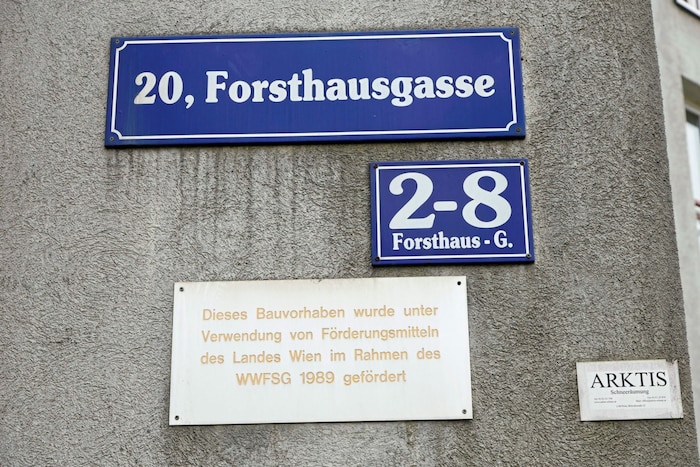 20, Forsthausgasse
2-8
Forsthaus - G.
Dieses Bauvorhaben wurde unter
Verwendung von Förderungsmitteln
des Landes Wien im Rahmen des
WWFSG 1989 gefördert
ARKTIS
Schneeräumung